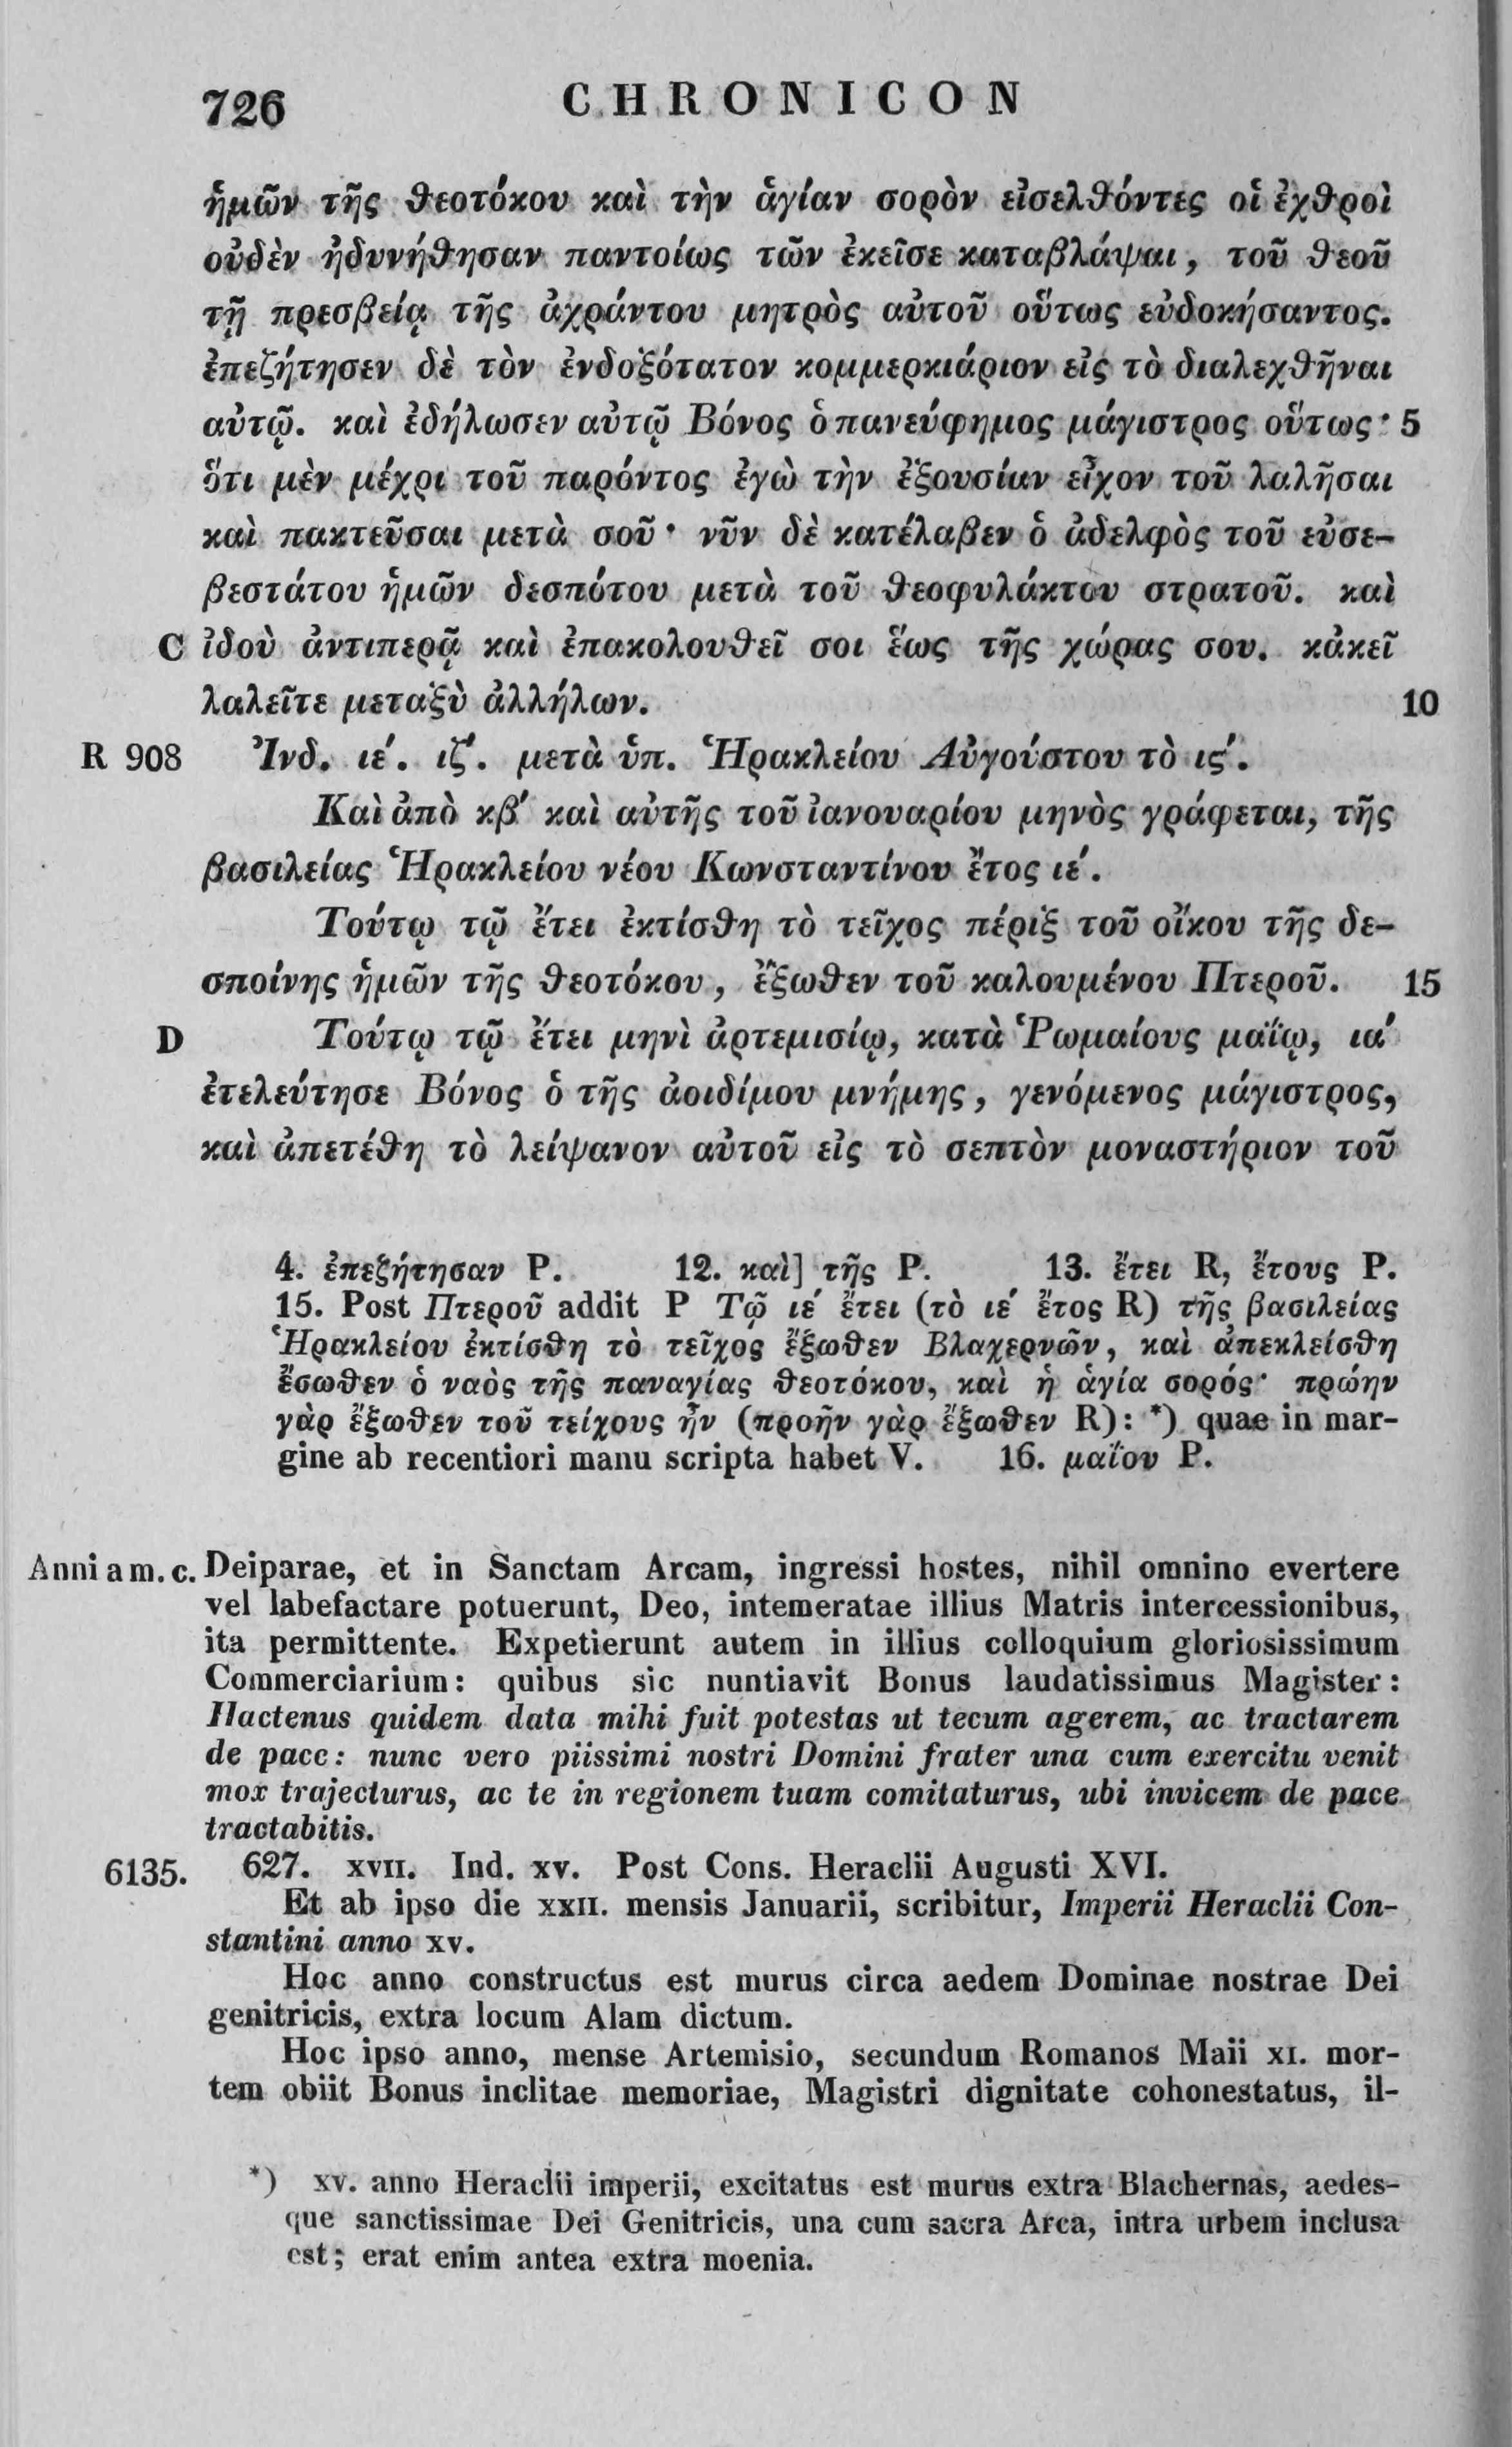 726 CHRONICON
ἡμῶν τῆς θεοτόκου καὶ τὴν ἁγίαν σορὸν εἰσελθόντες οἱ ἐχθροὶ
οὐδὲν ἠδυνήθησαν παντοίως τῶν ἐκεῖσε καταβλάψαι, τοῦ θεοῦ
τῇ πρεσβείᾳ τῆς ἀχράντου μητρὸς αὐτοῦ οὕτως εὐδοκήσαντος.
ἐπεζήτησεν δὲ τὸν ἐνδοξότατον κομμερκιάριον εἰς τὸ διαλεχθῆναι
αὐτῷ. καὶ ἐδήλωσεν αὐτῷ Βόνος ὁ πανεύφημος μάγιστρος οὕτως· 5
ὅτι μὲν μέχρι τοῦ παρόντος ἐγὼ τὴν ἐξουσίαν εἶχον τοῦ λαλῆσαι
καὶ πακτεῦσαι μετὰ σοῦ· νῦν δὲ κατέλαβεν ὁ ἀδελφὸς τοῦ εὐσε-
βεστάτου ἡμῶν δεσπότου μετὰ τοῦ θεοφυλάκτου στρατοῦ. καὶ
C ἰδοὺ ἀντιπερᾷ καὶ ἐπακολουθεῖ σοι ἕως τῆς χώρας σου. κἀκεῖ
λαλεῖτε μεταξὺ ἀλλήλων. 10
R 908 Ἰνδ. ιέ. ιζ΄. μετὰ ὑπ. Ἡρακλείου Αὐγούστου τὸ ιϛ΄.
Καὶ ἀπὸ κβ΄ καὶ αὐτῆς τοῦ ἰανουαρίου μηνὸς γράφεται, τῆς
βασιλείας Ἡρακλείου νέου Κωνσταντίνου ἔτος ιέ.
Τούτῳ τῷ ἔτει ἐκτίσθη τὸ τεῖχος πέριξ τοῦ οἴκου τῆς δε-
σποίνης ἡμῶν τῆς θεοτόκου, ἔξωθεν τοῦ καλουμένου Πτεροῦ. 15
D Τούτῳ τῷ ἔτει μηνὶ ἀρτεμισίῳ, κατὰ Ῥωμαίους μαΐῳ, ια΄
ἐτελεύτησε Βόνος ὁ τῆς ἀοιδίμου μνήμης, γενόμενος μάγιστρος,
καὶ ἀπετέθη τὸ λείψανον αὐτοῦ εἰς τὸ σεπτὸν μοναστήριον τοῦ
4. ἐπεζήτησαν P. 12. καὶ] τῆς P. 13. ἔτει R, ἔτους P.
15. Post Πτεροῦ addit P Τῷ ιέ ἔτει (τὸ ιέ ἔτος R) τῆς βασιλείας
Ἡρακλείου ἐκτίσθη τὸ τεῖχος ἔξωθεν Βλαχερνῶν, καὶ ἀπεκλείσθη
ἔσωθεν ὁ ναὸς τῆς παναγίας θεοτόκου, καὶ ἡ ἁγία σορός· πρώην
γὰρ ἔξωθεν τοῦ τείχους ἦν (προῆν γὰρ ἔξωθεν R): *) quae in mar-
gine ab recentiori manu scripta habet V. 16. μαΐου P.
Anni a m. c. Deiparae, et in Sanctam Arcam, ingressi hostes, nihil omnino evertere
vel labefactare potuerunt, Deo, intemeratae illius Matris intercessionibus,
ita permittente. Expetierunt autem in illius colloquium gloriosissimum
Commerciarium: quibus sic nuntiavit Bonus laudatissimus Magister:
Hactenus quidem data mihi fuit potestas ut tecum agerem, ac tractarem
de pace: nunc vero piissimi nostri Domini frater una cum exercitu venit
mox trajecturus, ac te in regionem tuam comitaturus, ubi invicem de pace
tractabitis.
6135. 627. XVII. Ind. XV. Post Cons. Heraclii Augusti XVI.
Et ab ipso die XXII. mensis Januarii, scribitur, Imperii Heraclii Con-
stantini anno XV.
Hoc anno constructus est murus circa aedem Dominae nostrae Dei
genitricis, extra locum Alam dictum.
Hoc ipso anno, mense Artemisio, secundum Romanos Maii XI. mor-
tem obiit Bonus inclitae memoriae, Magistri dignitate cohonestatus, il-
*) XV. anno Heraclii imperii, excitatus est murus extra Blachernas, aedes-
que sanctissimae Dei Genitricis, una cum sacra Arca, intra urbem inclusa
est; erat enim antea extra moenia.